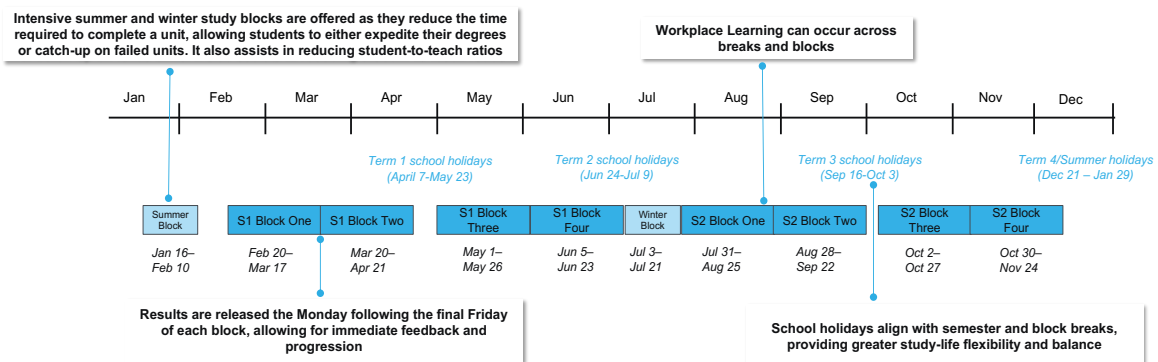 Intensive summer and winter study blocks are offered as they reduce the time
required to complete a unit, allowing students to either expedite their degrees
or catch-up on failed units. It also assists in reducing student-to-teach ratios
Workplace Learning can occur across
breaks and blocks
Jan
Feb
Mar
Apr
May
Jun
Jul
Aug
Sep
Oct
Nov
Dec
Term 1 school holidays
(April 7-May 23)
Term 2 school holidays
(Jun 24-Jul 9)
Term 3 school holidays
(Sep 16-Oct 3)
Term 4/Summer holidays
(Dec 21 – Jan 29)
Summer
Block
S1 Block One
S1 Block Two
S1 Block
Three
S1 Block
Four
Winter
Block
S2 Block One
S2 Block Two
S2 Block
Three
S2 Block
Four
Jan 16–
Feb 10
Feb 20–
Mar 17
Mar 20–
Apr 21
May 1–
May 26
Jun 5–
Jun 23
Jul 3–
Jul 21
Jul 31–
Aug 25
Aug 28–
Sep 22
Oct 2–
Oct 27
Oct 30–
Nov 24
Results are released the Monday following the final Friday
of each block, allowing for immediate feedback and
progression
School holidays align with semester and block breaks,
providing greater study-life flexibility and balance